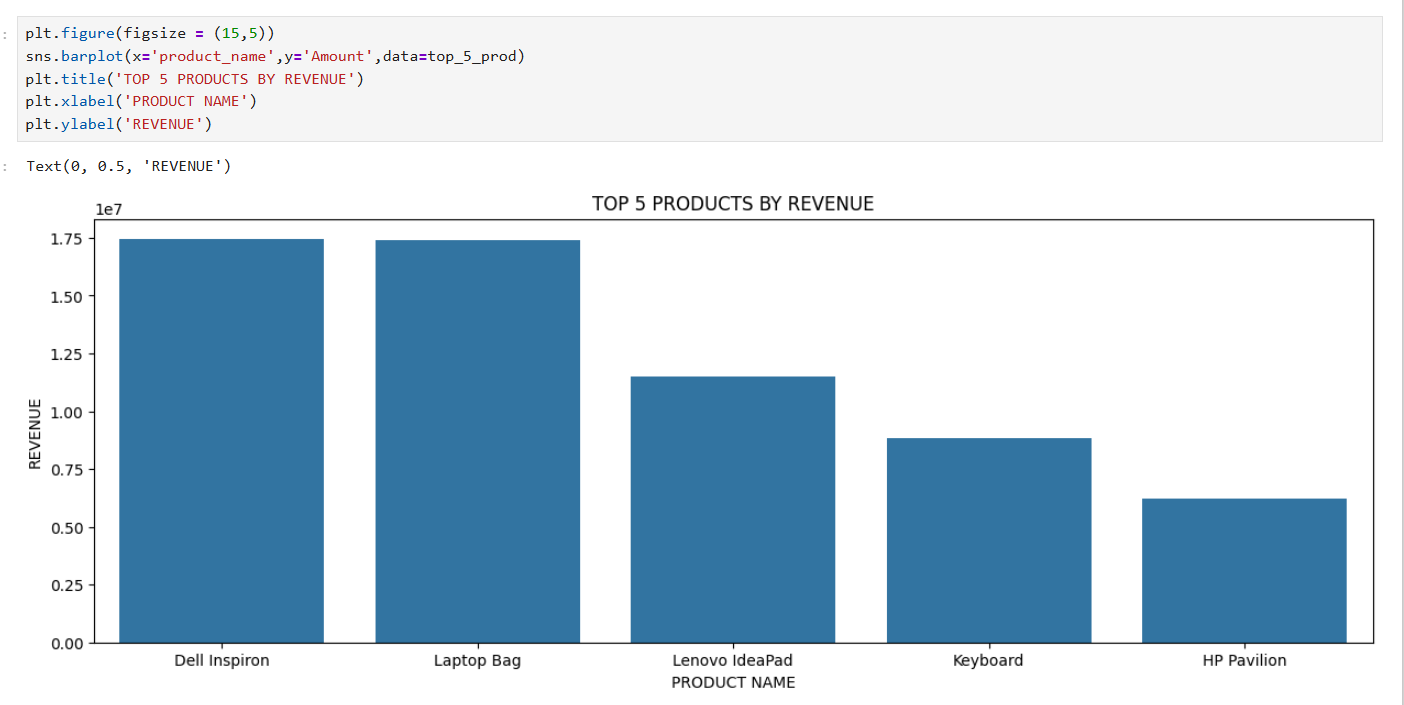 :
plt.figure(figsize = (15,5))
sns.barplot(x='product_name',y='Amount',data=top_5_prod)
plt.title('TOP 5 PRODUCTS BY REVENUE')
plt.xlabel('PRODUCT NAME')
plt.ylabel('REVENUE')
: Text(0, 0.5, 'REVENUE')
TOP 5 PRODUCTS BY REVENUE
1e7
1.75
1.50
1.25
1.00
0.75
0.50
0.25
0.00
REVENUE
Dell Inspiron Laptop Bag Lenovo IdeaPad Keyboard HP Pavilion
PRODUCT NAME